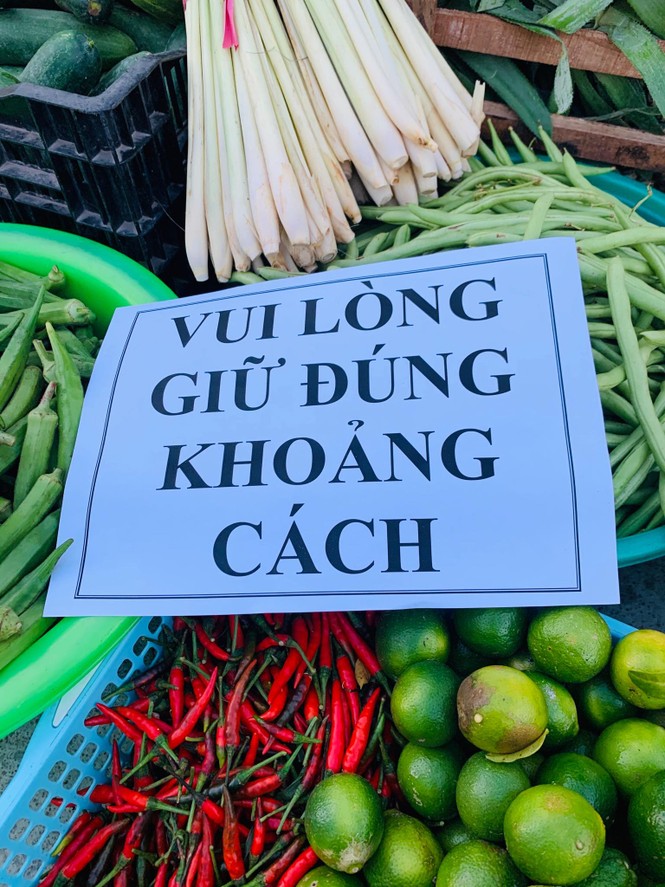 VUI LÒNG
GIỮ ĐÚNG
KHOẢNG
CÁCH